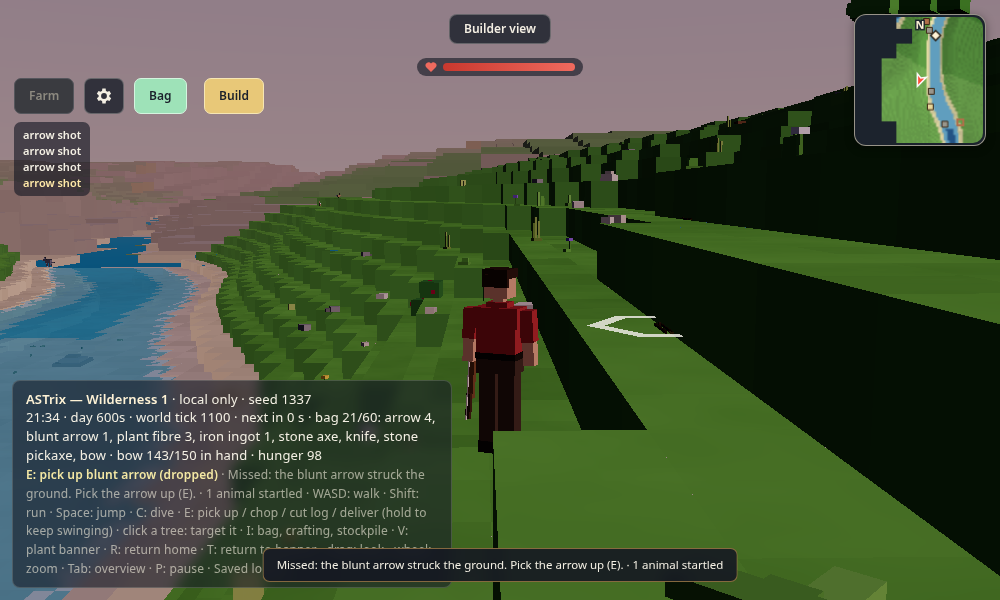 Builder view
N
Farm
Bag
Build
arrow shot
arrow shot
arrow shot
arrow shot
ASTrix — Wilderness 1 · local only · seed 1337
21:34 · day 600s · world tick 1100 · next in 0 s · bag 21/60: arrow 4,
blunt arrow 1, plant fibre 3, iron ingot 1, stone axe, knife, stone
pickaxe, bow · bow 143/150 in hand · hunger 98
E: pick up blunt arrow (dropped) · Missed: the blunt arrow struck the
ground. Pick the arrow up (E). · 1 animal startled · WASD: walk · Shift:
run · Space: jump · C: dive · E: pick up / chop / cut log / deliver (hold to
keep swinging) · click a tree: target it · I: bag, crafting, stockpile · V:
plant banner · R: return home · T: return to banner · drag: look · wheel:
zoom · Tab: overview · P: pause · Saved lo
Missed: the blunt arrow struck the ground. Pick the arrow up (E). · 1 animal startled